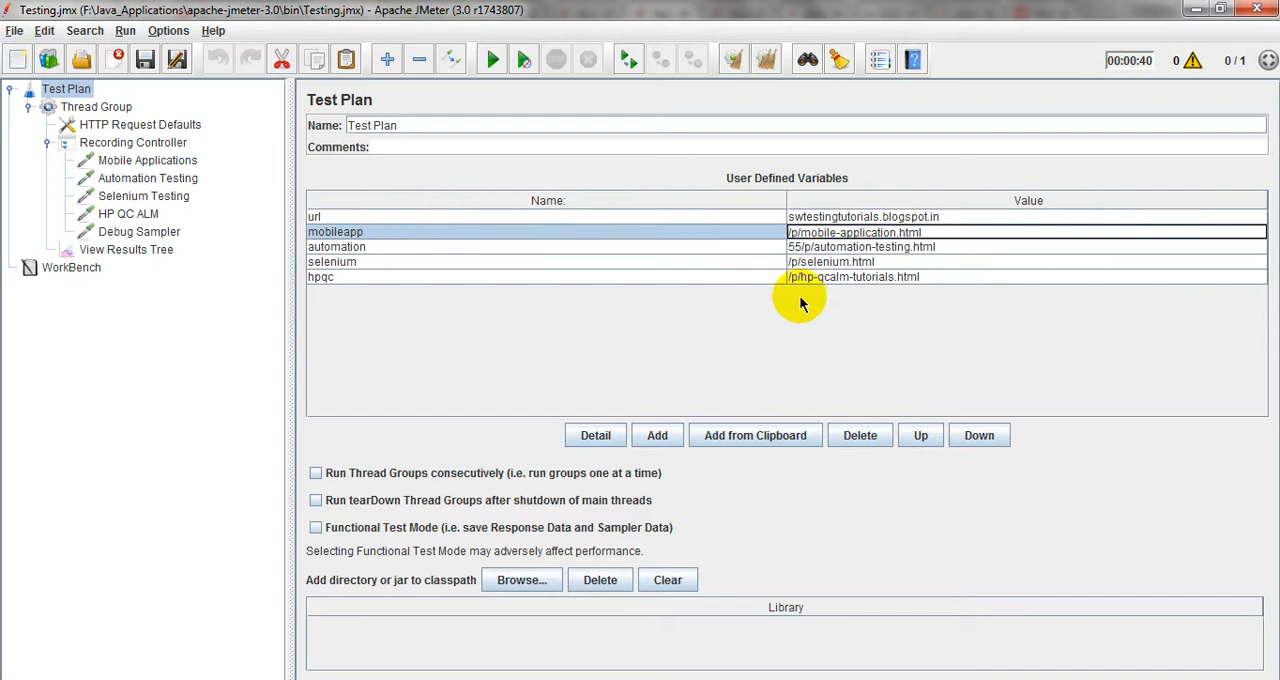 Testing.jmx (F:\Java_Applications\apache-jmeter-3.0\bin\Testing.jmx) - Apache JMeter (3.0 r1743807)
File Edit Search Run Options Help
00:00:40 0 0 / 1
Test Plan
Thread Group
HTTP Request Defaults
Recording Controller
Mobile Applications
Automation Testing
Selenium Testing
HP QC ALM
Debug Sampler
View Results Tree
WorkBench
Test Plan
Name: Test Plan
Comments:
User Defined Variables
Name: Value
url swtestingtutorials.blogspot.in
mobileapp /p/mobile-application.html
automation 55/p/automation-testing.html
selenium /p/selenium.html
hpqc /p/hp-qcalm-tutorials.html
Detail Add Add from Clipboard Delete Up Down
Run Thread Groups consecutively (i.e. run groups one at a time)
Run tearDown Thread Groups after shutdown of main threads
Functional Test Mode (i.e. save Response Data and Sampler Data)
Selecting Functional Test Mode may adversely affect performance.
Add directory or jar to classpath Browse... Delete Clear
Library